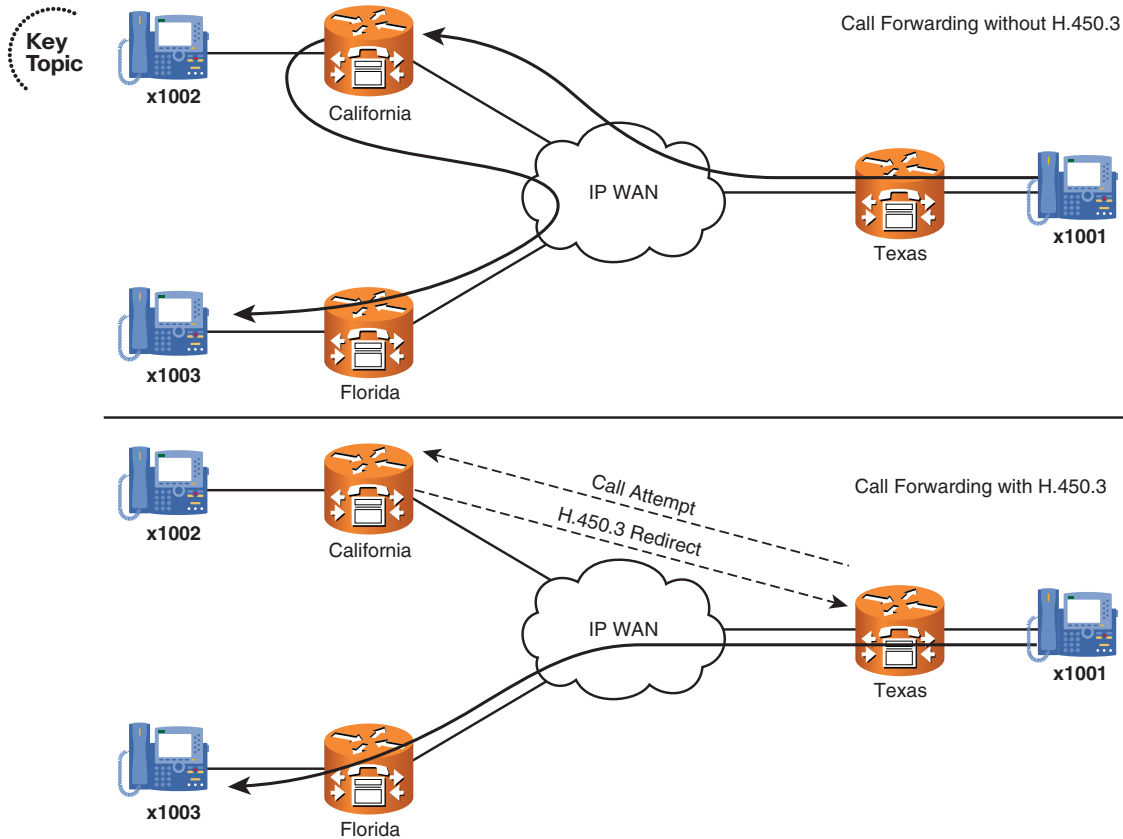 Key
Topic
Call Forwarding without H.450.3
x1002
California
IP WAN
Texas
x1001
x1003
Florida
Call Forwarding with H.450.3
x1002
California
Call Attempt
H.450.3 Redirect
IP WAN
Texas
x1001
x1003
Florida